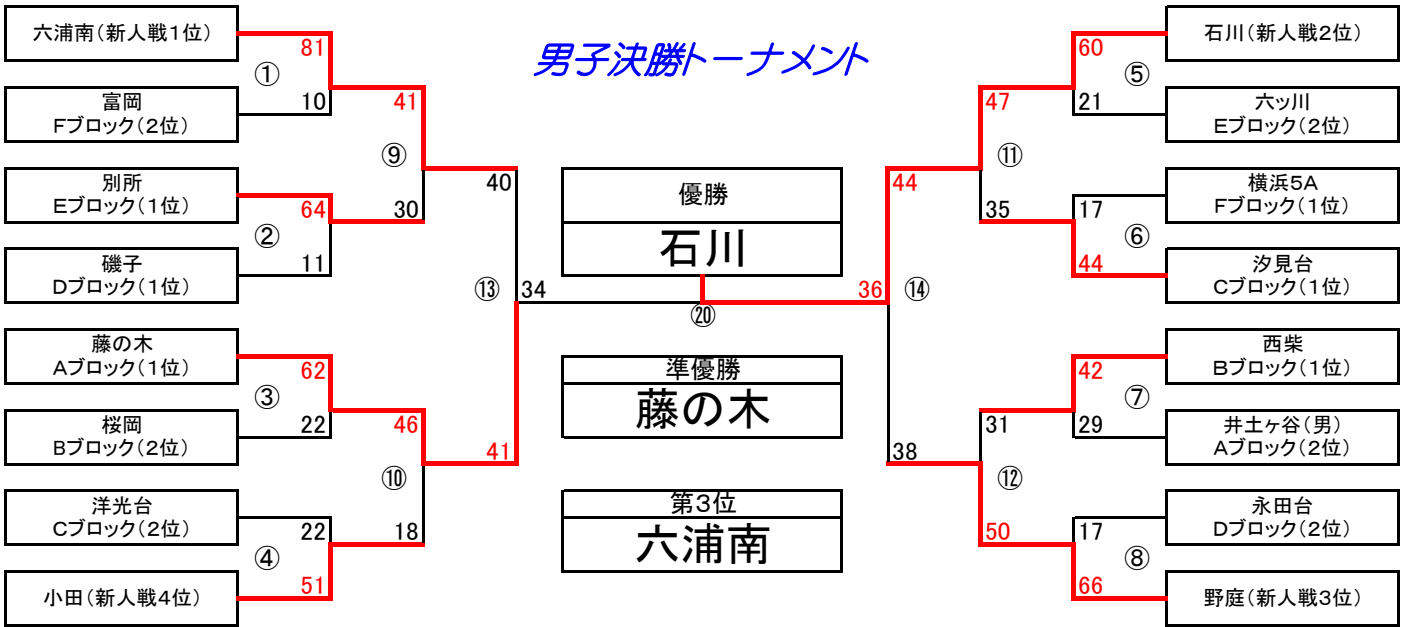 男子決勝トーナメント
六浦南(新人戦1位)
81
①
10
富岡
Fブロック(2位)
41
⑨
30
別所
Eブロック(1位)
64
②
11
磯子
Dブロック(1位)
40
⑬
34
41
藤の木
Aブロック(1位)
62
③
22
桜岡
Bブロック(2位)
46
⑩
18
洋光台
Cブロック(2位)
22
④
51
小田(新人戦4位)
優勝
石川
⑳
準優勝
藤の木
第3位
六浦南
石川(新人戦2位)
60
⑤
21
六ッ川
Eブロック(2位)
47
⑪
35
横浜5A
Fブロック(1位)
17
⑥
44
汐見台
Cブロック(1位)
44
36
⑭
38
西柴
Bブロック(1位)
42
⑦
29
井土ヶ谷(男)
Aブロック(2位)
31
⑫
50
永田台
Dブロック(2位)
17
⑧
66
野庭(新人戦3位)